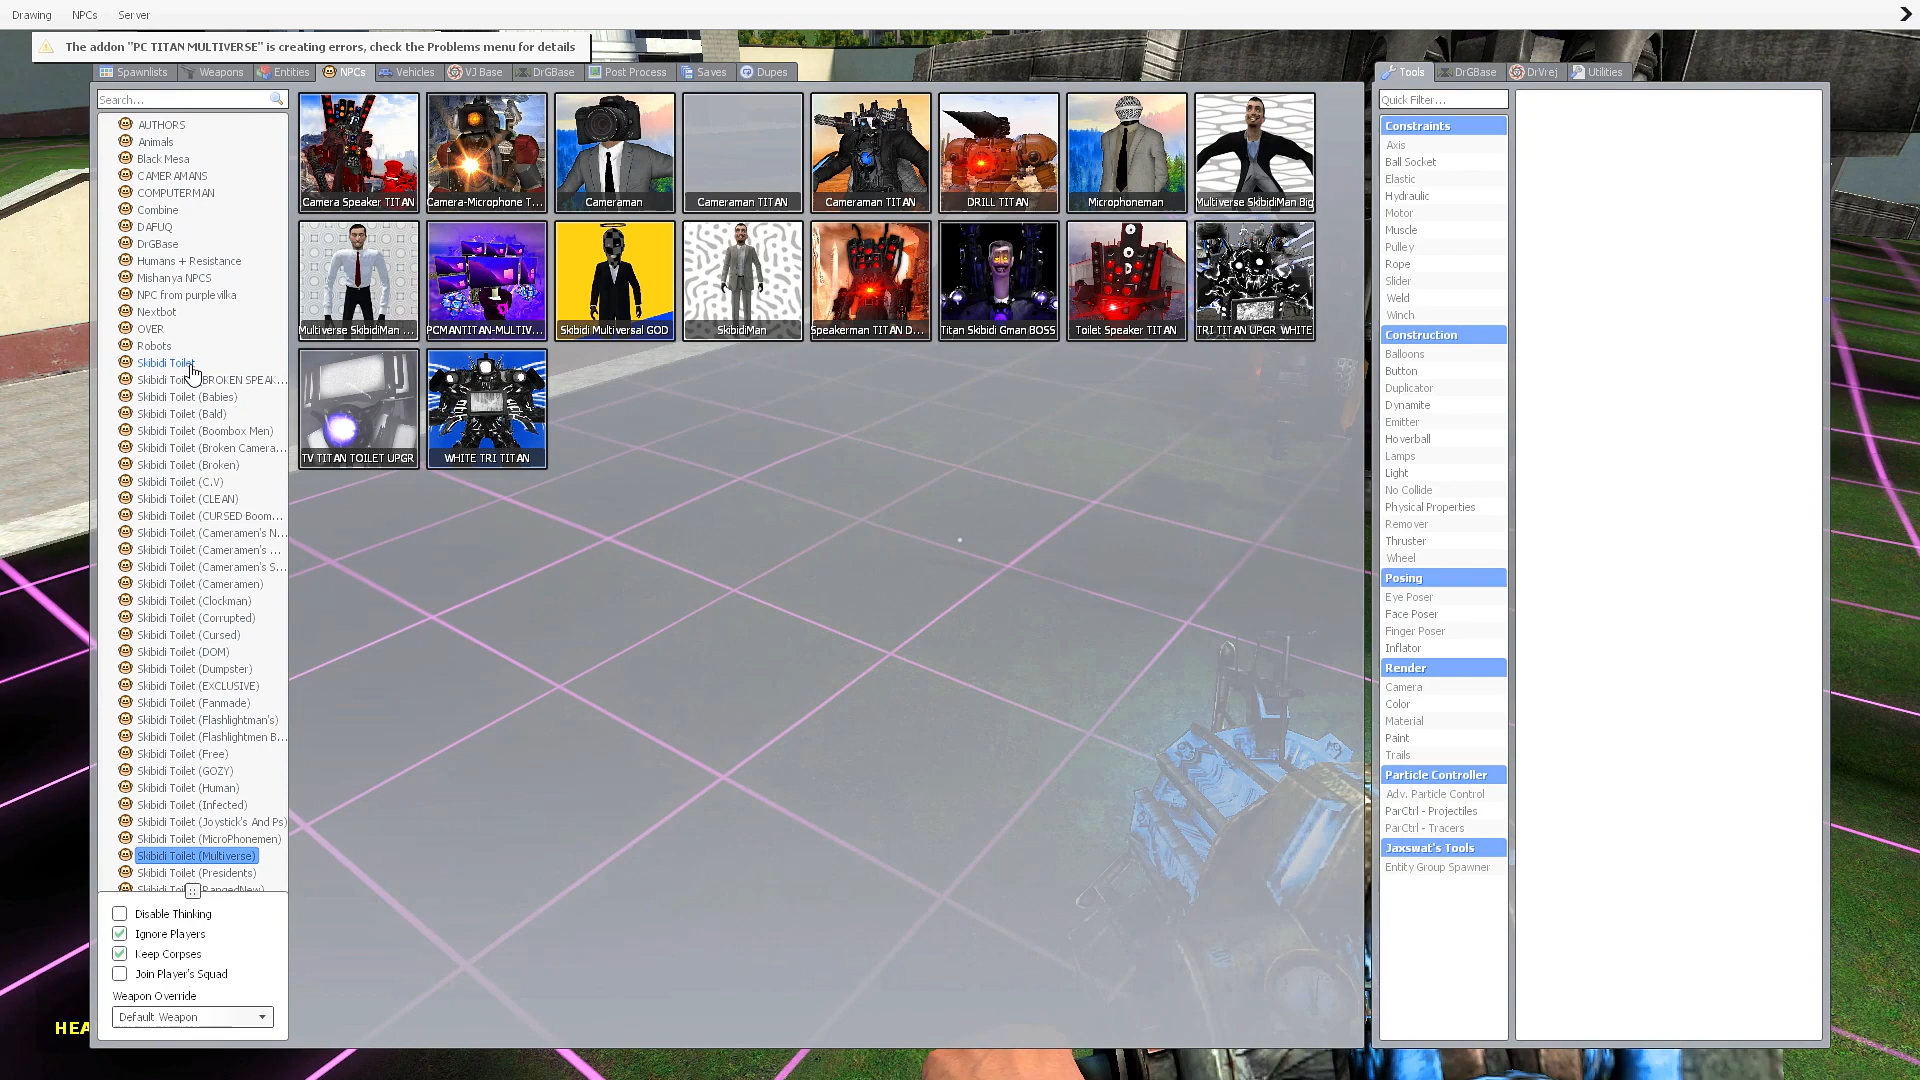 Drawing NPCs Server
The addon "PC TITAN MULTIVERSE" is creating errors, check the Problems menu for details
Spawnlists Weapons Entities NPCs Vehicles VJ Base DrGBase Post Process Saves Dupes
Tools DrGBase DrVrej Utilities
Search...
AUTHORS
Animals
Black Mesa
CAMERAMANS
COMPUTERMAN
Combine
DAFUQ
DrGBase
Humans + Resistance
Mishanya NPCS
NPC from purplevilka
Nextbot
OVER
Robots
Skibidi Toilet
Skibidi Toi BROKEN SPEAK...
Skibidi Toilet (Babies)
Skibidi Toilet (Bald)
Skibidi Toilet (Boombox Men)
Skibidi Toilet (Broken Camera...
Skibidi Toilet (Broken)
Skibidi Toilet (C.V)
Skibidi Toilet (CLEAN)
Skibidi Toilet (CURSED Boom...
Skibidi Toilet (Cameramen's N...
Skibidi Toilet (Cameramen's ...
Skibidi Toilet (Cameramen's S...
Skibidi Toilet (Cameramen)
Skibidi Toilet (Clockman)
Skibidi Toilet (Corrupted)
Skibidi Toilet (Cursed)
Skibidi Toilet (DOM)
Skibidi Toilet (Dumpster)
Skibidi Toilet (EXCLUSIVE)
Skibidi Toilet (Fanmade)
Skibidi Toilet (Flashlightman's)
Skibidi Toilet (Flashlightmen B...
Skibidi Toilet (Free)
Skibidi Toilet (GOZY)
Skibidi Toilet (Human)
Skibidi Toilet (Infected)
Skibidi Toilet (Joystick's And Ps)
Skibidi Toilet (MicroPhonemen)
Skibidi Toilet (Multiverse)
Skibidi Toilet (Presidents)
Skibidi Toi RangedNew)
Disable Thinking
Ignore Players
Keep Corpses
Join Player's Squad
Weapon Override
Default Weapon
HEA
Camera Speaker TITAN
Camera-Microphone T...
Cameraman
Cameraman TITAN
Cameraman TITAN
DRILL TITAN
Microphoneman
Multiverse SkibidiMan Big
Multiverse SkibidiMan ...
PCMANTITAN-MULTIV...
Skibidi Multiversal GOD
SkibidiMan
Speakerman TITAN D...
Titan Skibidi Gman BOSS
Toilet Speaker TITAN
TRI TITAN UPGR WHITE
TV TITAN TOILET UPGR
WHITE TRI TITAN
Quick Filter...
Constraints
Axis
Ball Socket
Elastic
Hydraulic
Motor
Muscle
Pulley
Rope
Slider
Weld
Winch
Construction
Balloons
Button
Duplicator
Dynamite
Emitter
Hoverball
Lamps
Light
No Collide
Physical Properties
Remover
Thruster
Wheel
Posing
Eye Poser
Face Poser
Finger Poser
Inflator
Render
Camera
Color
Material
Paint
Trails
Particle Controller
Adv. Particle Control
ParCtrl - Projectiles
ParCtrl - Tracers
Jaxswat's Tools
Entity Group Spawner